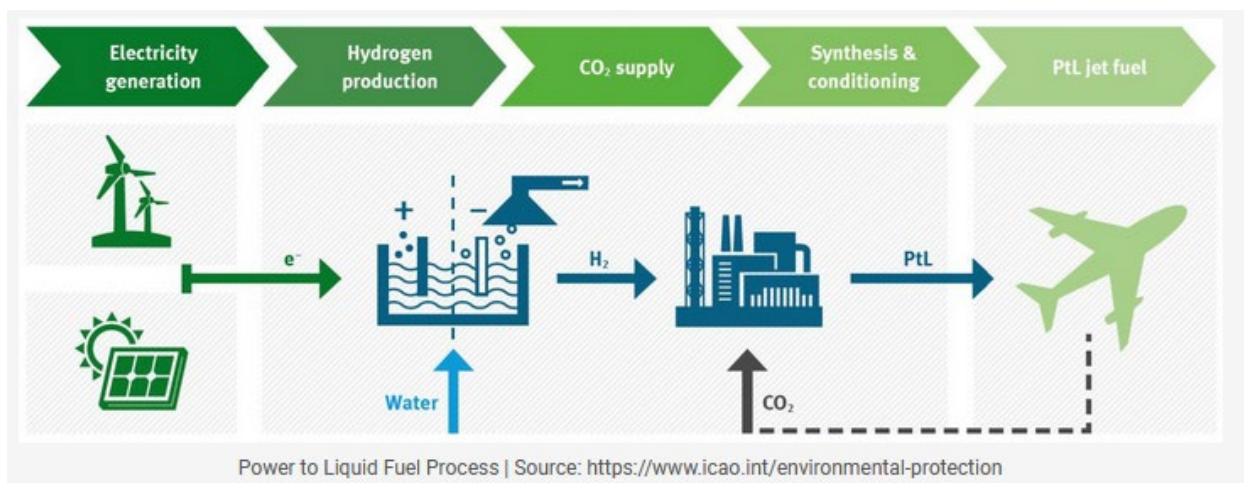 Electricity
generation
Hydrogen
production
CO₂ supply
Synthesis &
conditioning
PtL jet fuel
+
−
e⁻
H₂
PtL
Water
CO₂
Power to Liquid Fuel Process | Source: https://www.icao.int/environmental-protection